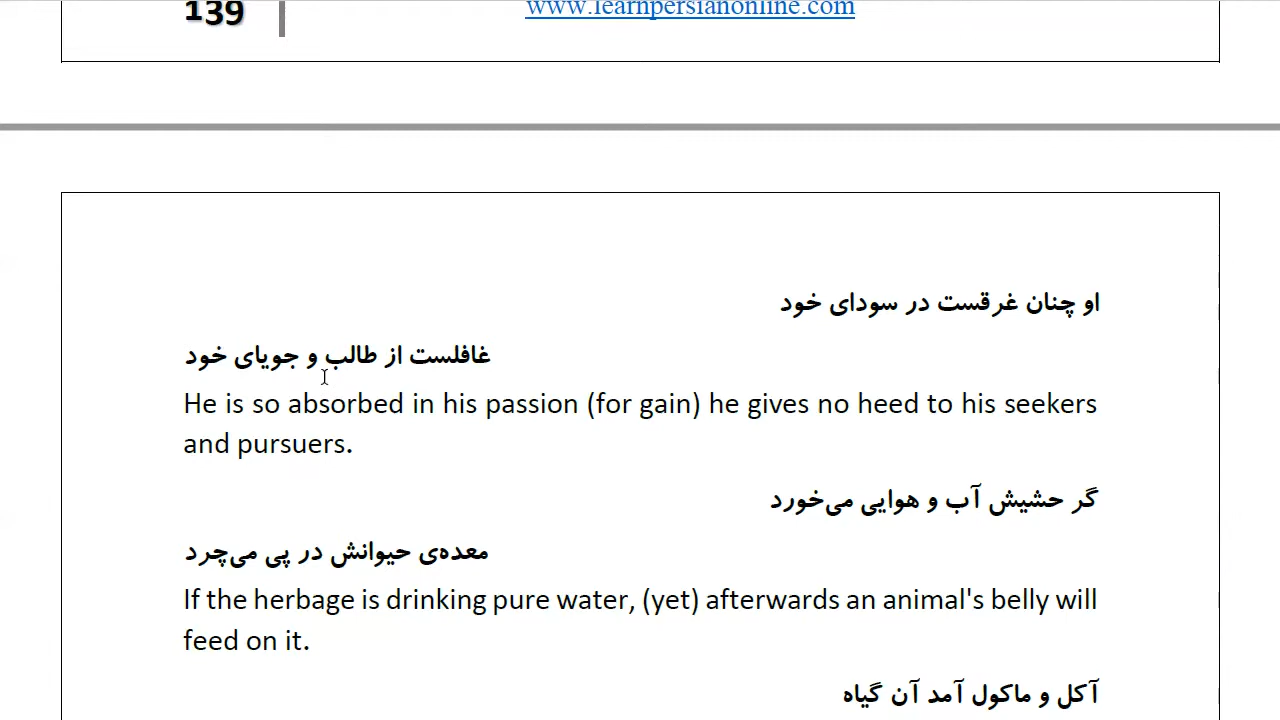 139
www.learnpersianonline.com
او چنان غرقست در سودای خود
غافلست از طالب و جویای خود
He is so absorbed in his passion (for gain) he gives no heed to his seekers
and pursuers.
گر حشیش آب و هوایی می‌خورد
معده‌ی حیوانش در پی می‌چرد
If the herbage is drinking pure water, (yet) afterwards an animal's belly will
feed on it.
آکل و ماکول آمد آن گیاه